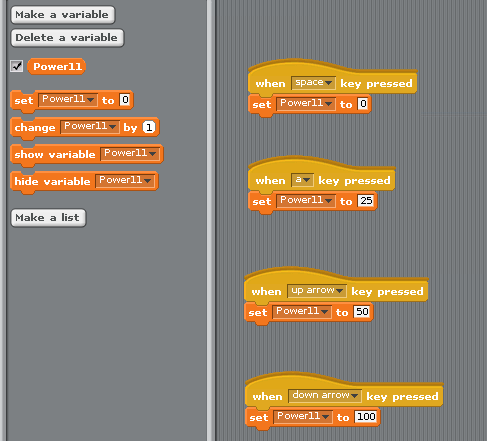 Make a variable
Delete a variable
Power11
set Power11 to 0
change Power11 by 1
show variable Power11
hide variable Power11
Make a list
when space key pressed
set Power11 to 0
when a key pressed
set Power11 to 25
when up arrow key pressed
set Power11 to 50
when down arrow key pressed
set Power11 to 100